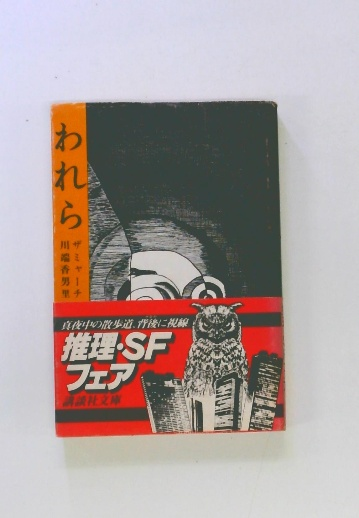 われら
ザミャーチ
川端香男里
真夜中の散歩道、背後に視線
推理・SF
フェア
講談社文庫